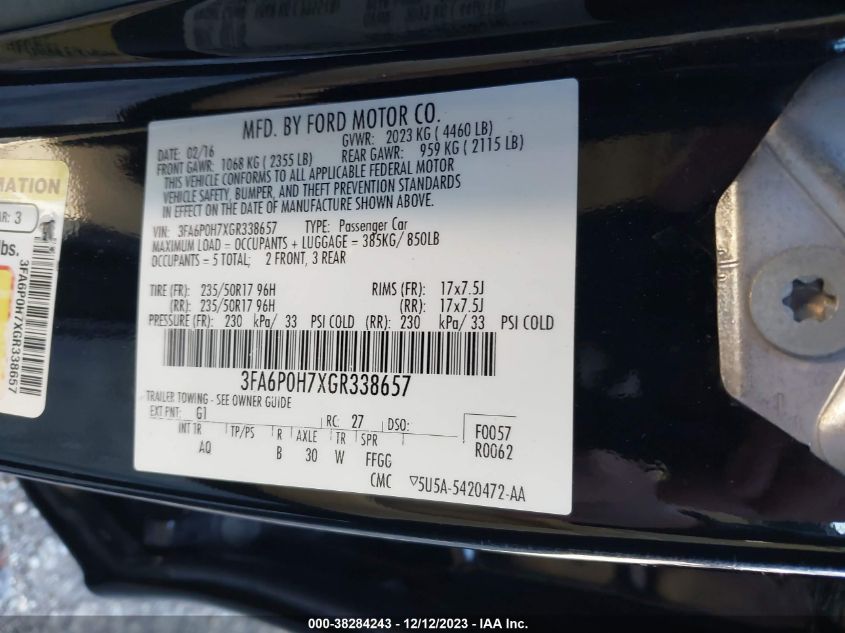 MFD. BY FORD MOTOR CO.
DATE: 02/16 GVWR: 2023 KG ( 4460 LB)
FRONT GAWR: 1068 KG ( 2355 LB) REAR GAWR: 959 KG ( 2115 LB)
THIS VEHICLE CONFORMS TO ALL APPLICABLE FEDERAL MOTOR
VEHICLE SAFETY, BUMPER, AND THEFT PREVENTION STANDARDS
IN EFFECT ON THE DATE OF MANUFACTURE SHOWN ABOVE.
VIN: 3FA6P0H7XGR338657 TYPE: Passenger Car
MAXIMUM LOAD = OCCUPANTS + LUGGAGE = 385KG/ 850LB
OCCUPANTS = 5 TOTAL; 2 FRONT, 3 REAR
TIRE (FR): 235/50R17 96H RIMS (FR): 17x7.5J
(RR): 235/50R17 96H (RR): 17x7.5J
PRESSURE (FR): 230 kPa/ 33 PSI COLD (RR): 230 kPa/ 33 PSI COLD
3FA6P0H7XGR338657
TRAILER TOWING - SEE OWNER GUIDE
EXT PNT: G1 RC: 27 DSO: F0057
INT TR TP/PS R AXLE TR SPR R0062
AQ B 30 W FFGG
CMC ▽5U5A-5420472-AA
MATION
AR: 3
lbs.
3FA6P0H7XGR338657
000-38284243 - 12/12/2023 - IAA Inc.